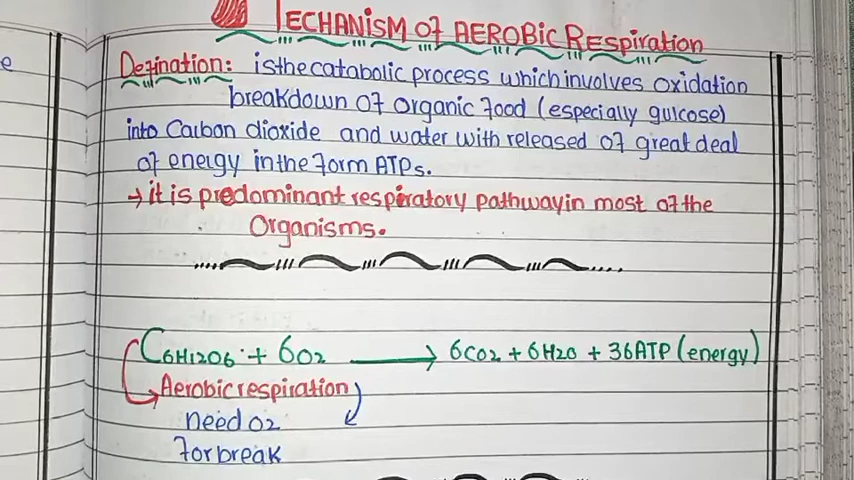 MECHANISM Of AEROBIC RESPIRATION
Defination: is the catabolic process which involves oxidation
breakdown of organic food (especially gulcose)
into Carbon dioxide and water with released of great deal
of energy in the form ATPs.
→ it is predominant respiratory pathway in most of the
Organisms.
C6H12O6 + 6O2 → 6CO2 + 6H2O + 36ATP (energy)
Aerobic respiration
need O2
for break